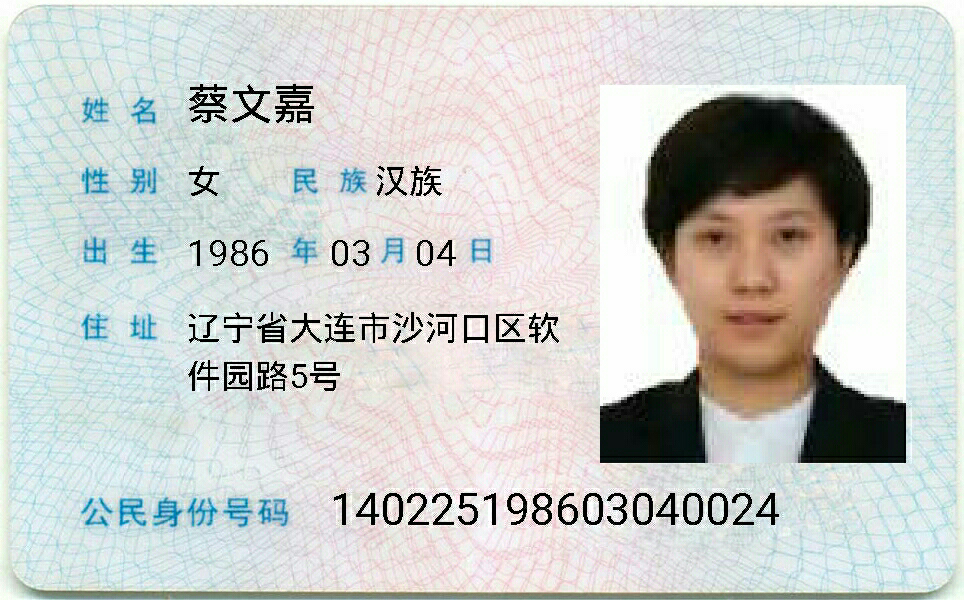 姓名 蔡文嘉
性别 女 民族 汉族
出生 1986 年 03 月 04 日
住址 辽宁省大连市沙河口区软
件园路5号
公民身份号码 140225198603040024